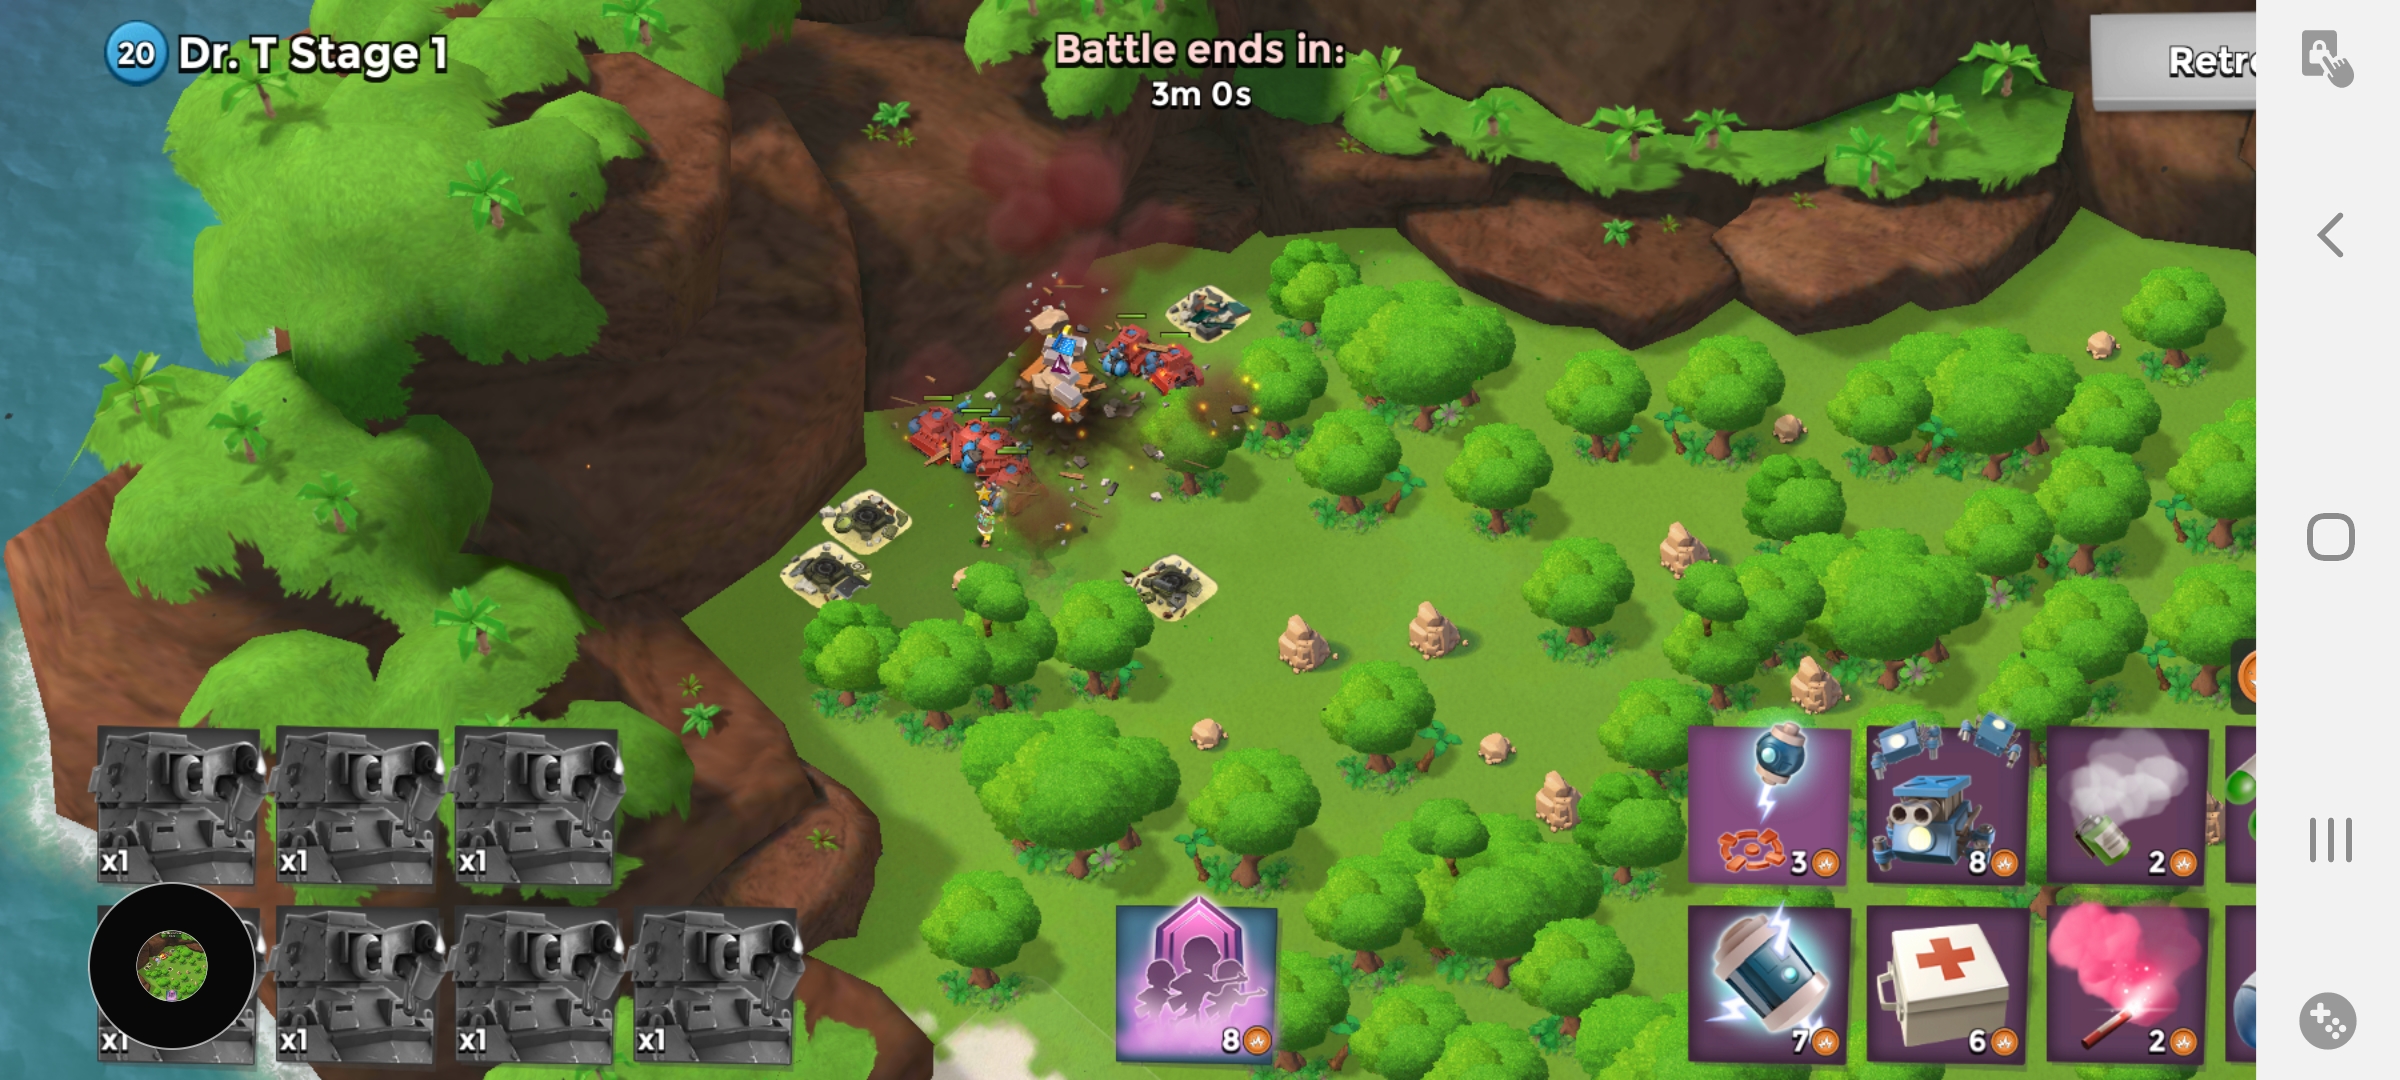 20 Dr. T Stage 1
Battle ends in:
3m 0s
Retre
x1 x1 x1
3 8 2
x1 x1 x1 x1
8
7 6 2